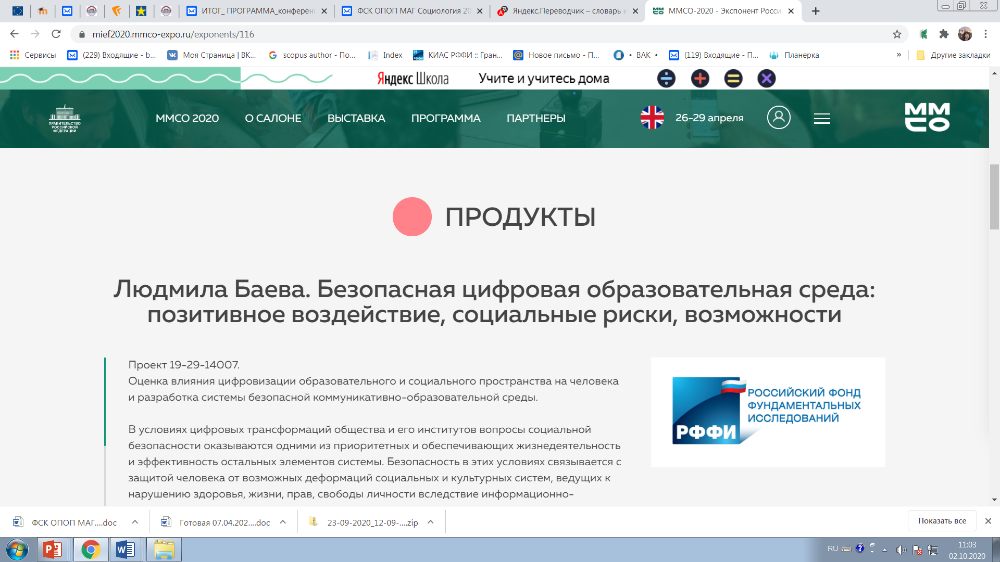 ИТОГ_ ПРОГРАММА_конферен
ФСК ОПОП МАГ Социология 20
Яндекс.Переводчик – словарь и
ММСО-2020 - Экспонент Росси
mief2020.mmco-expo.ru/exponents/116
Сервисы
(229) Входящие - b...
Моя Страница | ВК...
scopus author - По...
Index
КИАС РФФИ :: Гран...
Новое письмо - П...
• ВАК •
(119) Входящие - П...
Планерка
»
Другие закладки
Яндекс Школа
Учите и учитесь дома
ПРАВИТЕЛЬСТВО
РОССИЙСКОЙ
ФЕДЕРАЦИИ
ММСО 2020
О САЛОНЕ
ВЫСТАВКА
ПРОГРАММА
ПАРТНЕРЫ
26-29 апреля
MM
CO
ПРОДУКТЫ
Людмила Баева. Безопасная цифровая образовательная среда:
позитивное воздействие, социальные риски, возможности
Проект 19-29-14007.
Оценка влияния цифровизации образовательного и социального пространства на человека
и разработка системы безопасной коммуникативно-образовательной среды.
В условиях цифровых трансформаций общества и его институтов вопросы социальной
безопасности оказываются одними из приоритетных и обеспечивающих жизнедеятельность
и эффективность остальных элементов системы. Безопасность в этих условиях связывается с
защитой человека от возможных деформаций социальных и культурных систем, ведущих к
нарушению здоровья, жизни, прав, свободы личности вследствие информационно-
РФФИ
РОССИЙСКИЙ ФОНД
ФУНДАМЕНТАЛЬНЫХ
ИССЛЕДОВАНИЙ
ФСК ОПОП МАГ....doc
Готовая 07.04.202....doc
23-09-2020_12-09-....zip
Показать все
RU
11:03
02.10.2020